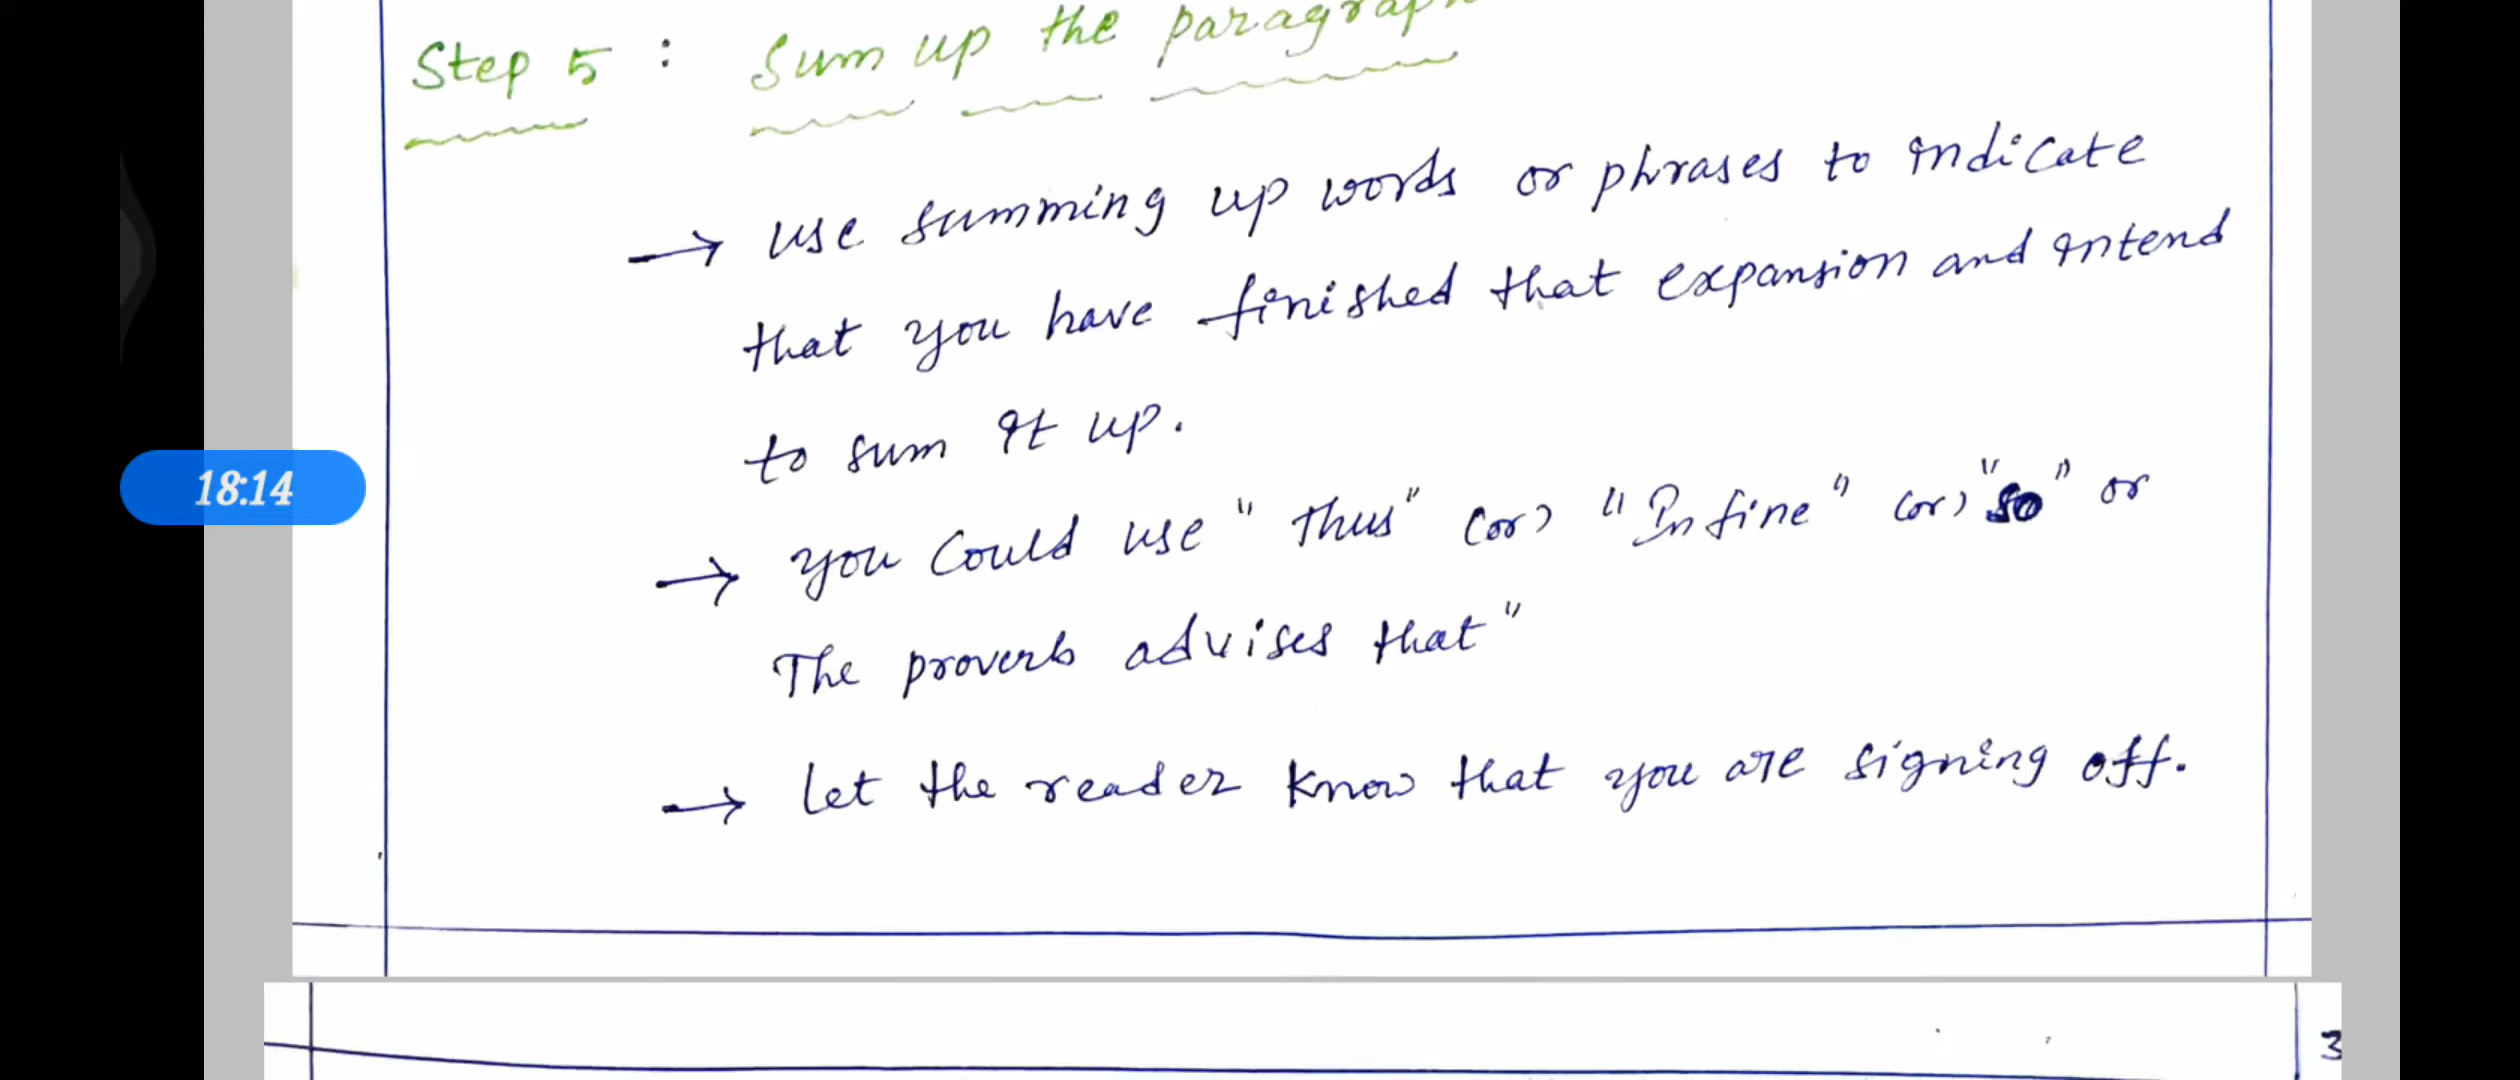 Step 5 : Sum up the paragraph
→ use summing up words or phrases to indicate
that you have finished that expansion and intend
to sum it up.
18:14
→ you could use "thus" (or) "In fine" (or) "so" or
The proverb advises that"
→ let the reader know that you are signing off.
3